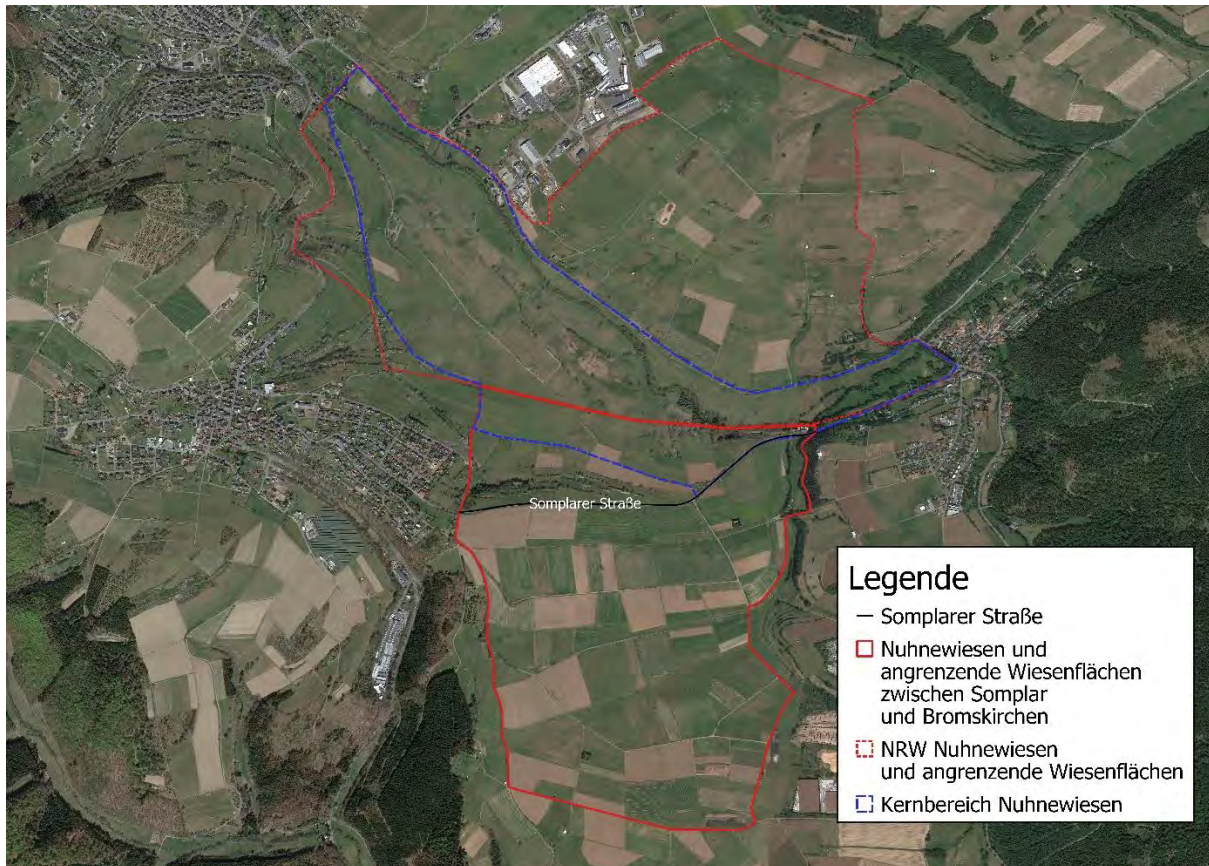 Somplarer Straße
Legende
Somplarer Straße
Nuhnewiesen und
angrenzende Wiesenflächen
zwischen Somplar
und Bromskirchen
NRW Nuhnewiesen
und angrenzende Wiesenflächen
Kernbereich Nuhnewiesen